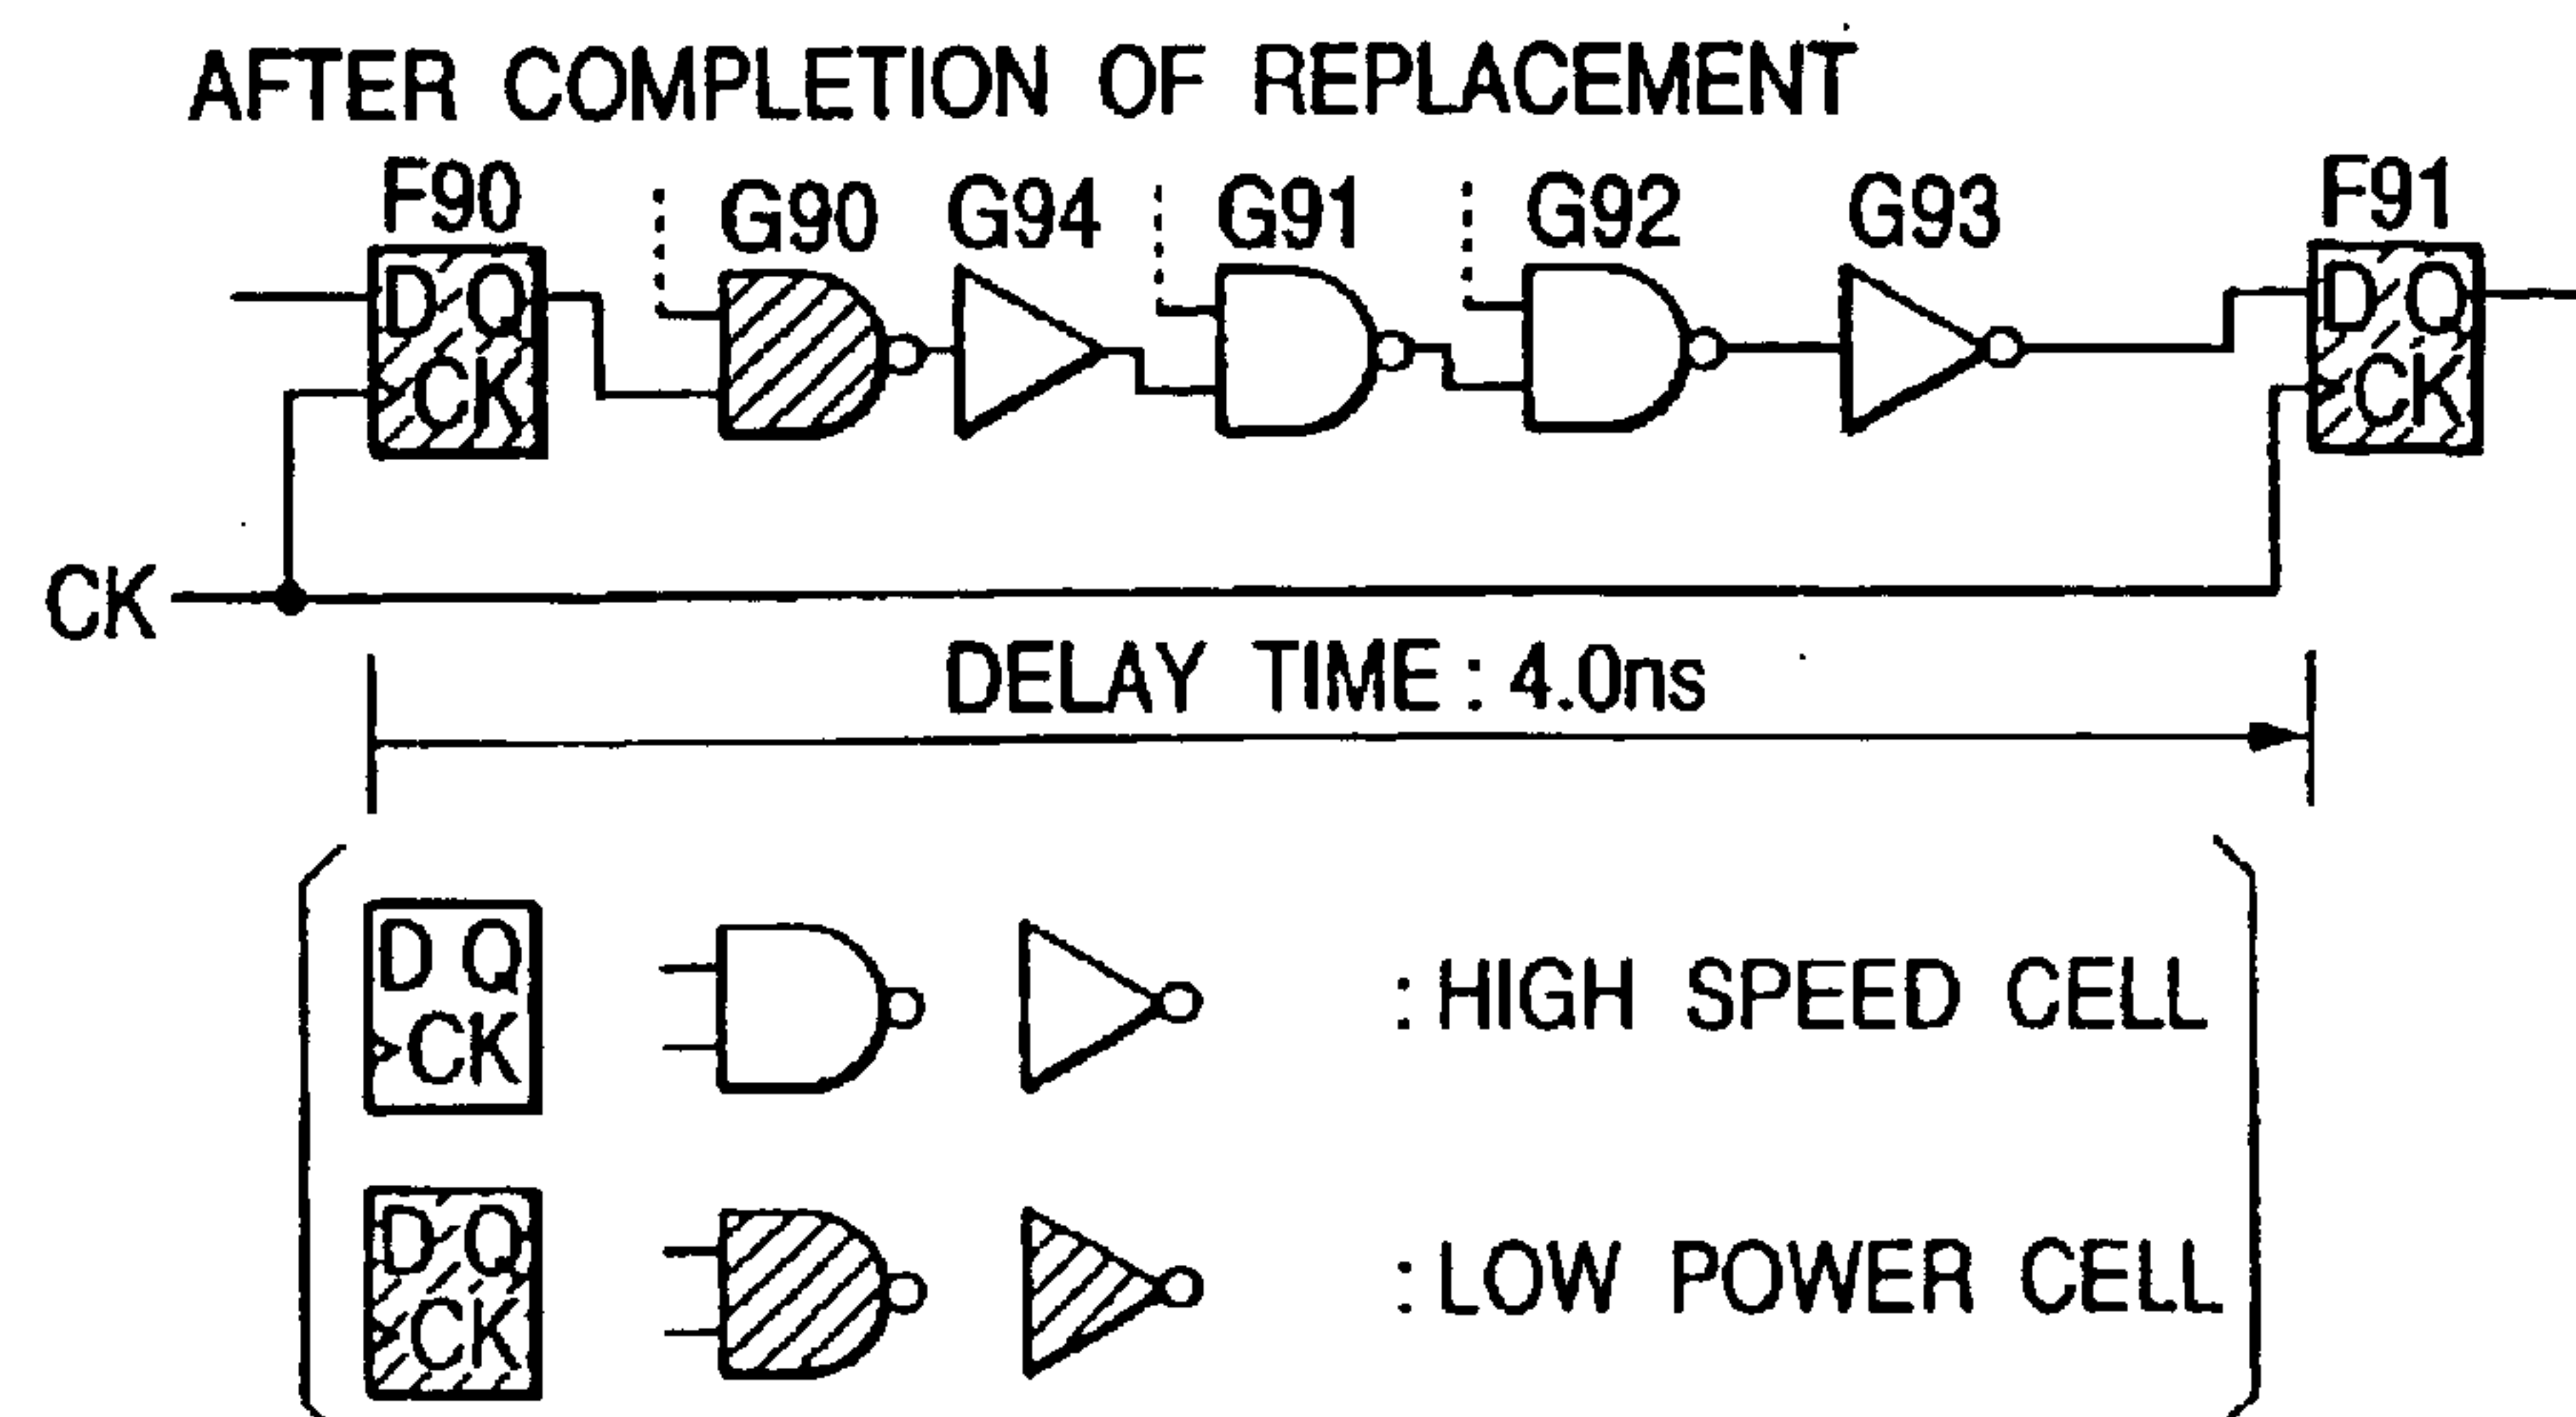 AFTER COMPLETION OF REPLACEMENT
F90 G90 G94 G91 G92 G93 F91
D Q D Q
CK CK
CK
DELAY TIME : 4.0ns
D Q
CK : HIGH SPEED CELL
D Q
CK : LOW POWER CELL